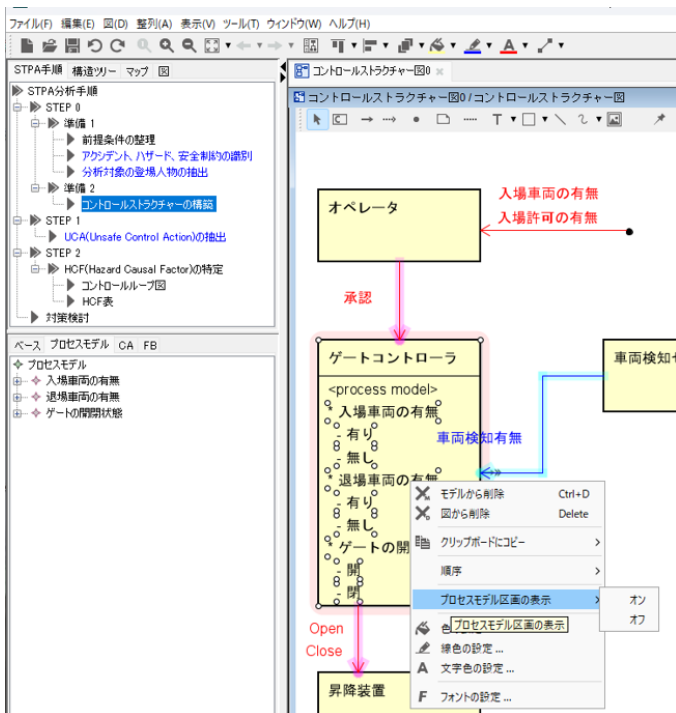 ファイル(F) 編集(E) 図(D) 整列(A) 表示(V) ツール(T) ウィンドウ(W) ヘルプ(H)
STPA手順 構造ツリー マップ 図
STPA分析手順
STEP 0
準備 1
前提条件の整理
アクシデント、ハザード、安全制約の識別
分析対象の登場人物の抽出
準備 2
コントロールストラクチャーの構築
STEP 1
UCA(Unsafe Control Action)の抽出
STEP 2
HCF(Hazard Causal Factor)の特定
コントロールループ図
HCF表
対策検討
ベース プロセスモデル CA FB
プロセスモデル
入場車両の有無
退場車両の有無
ゲートの開閉状態
コントロールストラクチャー図0
コントロールストラクチャー図0/コントロールストラクチャー図
オペレータ
入場車両の有無
入場許可の有無
承認
ゲートコントローラ
<process model>
* 入場車両の有無
- 有り
- 無し
* 退場車両の有無
- 有り
- 無し
* ゲートの開
- 開
- 閉
車両検知有無
車両検知
Open
Close
昇降装置
モデルから削除 Ctrl+D
図から削除 Delete
クリップボードにコピー
順序
プロセスモデル区画の表示
オン
オフ
プロセスモデル区画の表示
線色の設定 ...
文字色の設定 ...
フォントの設定 ...